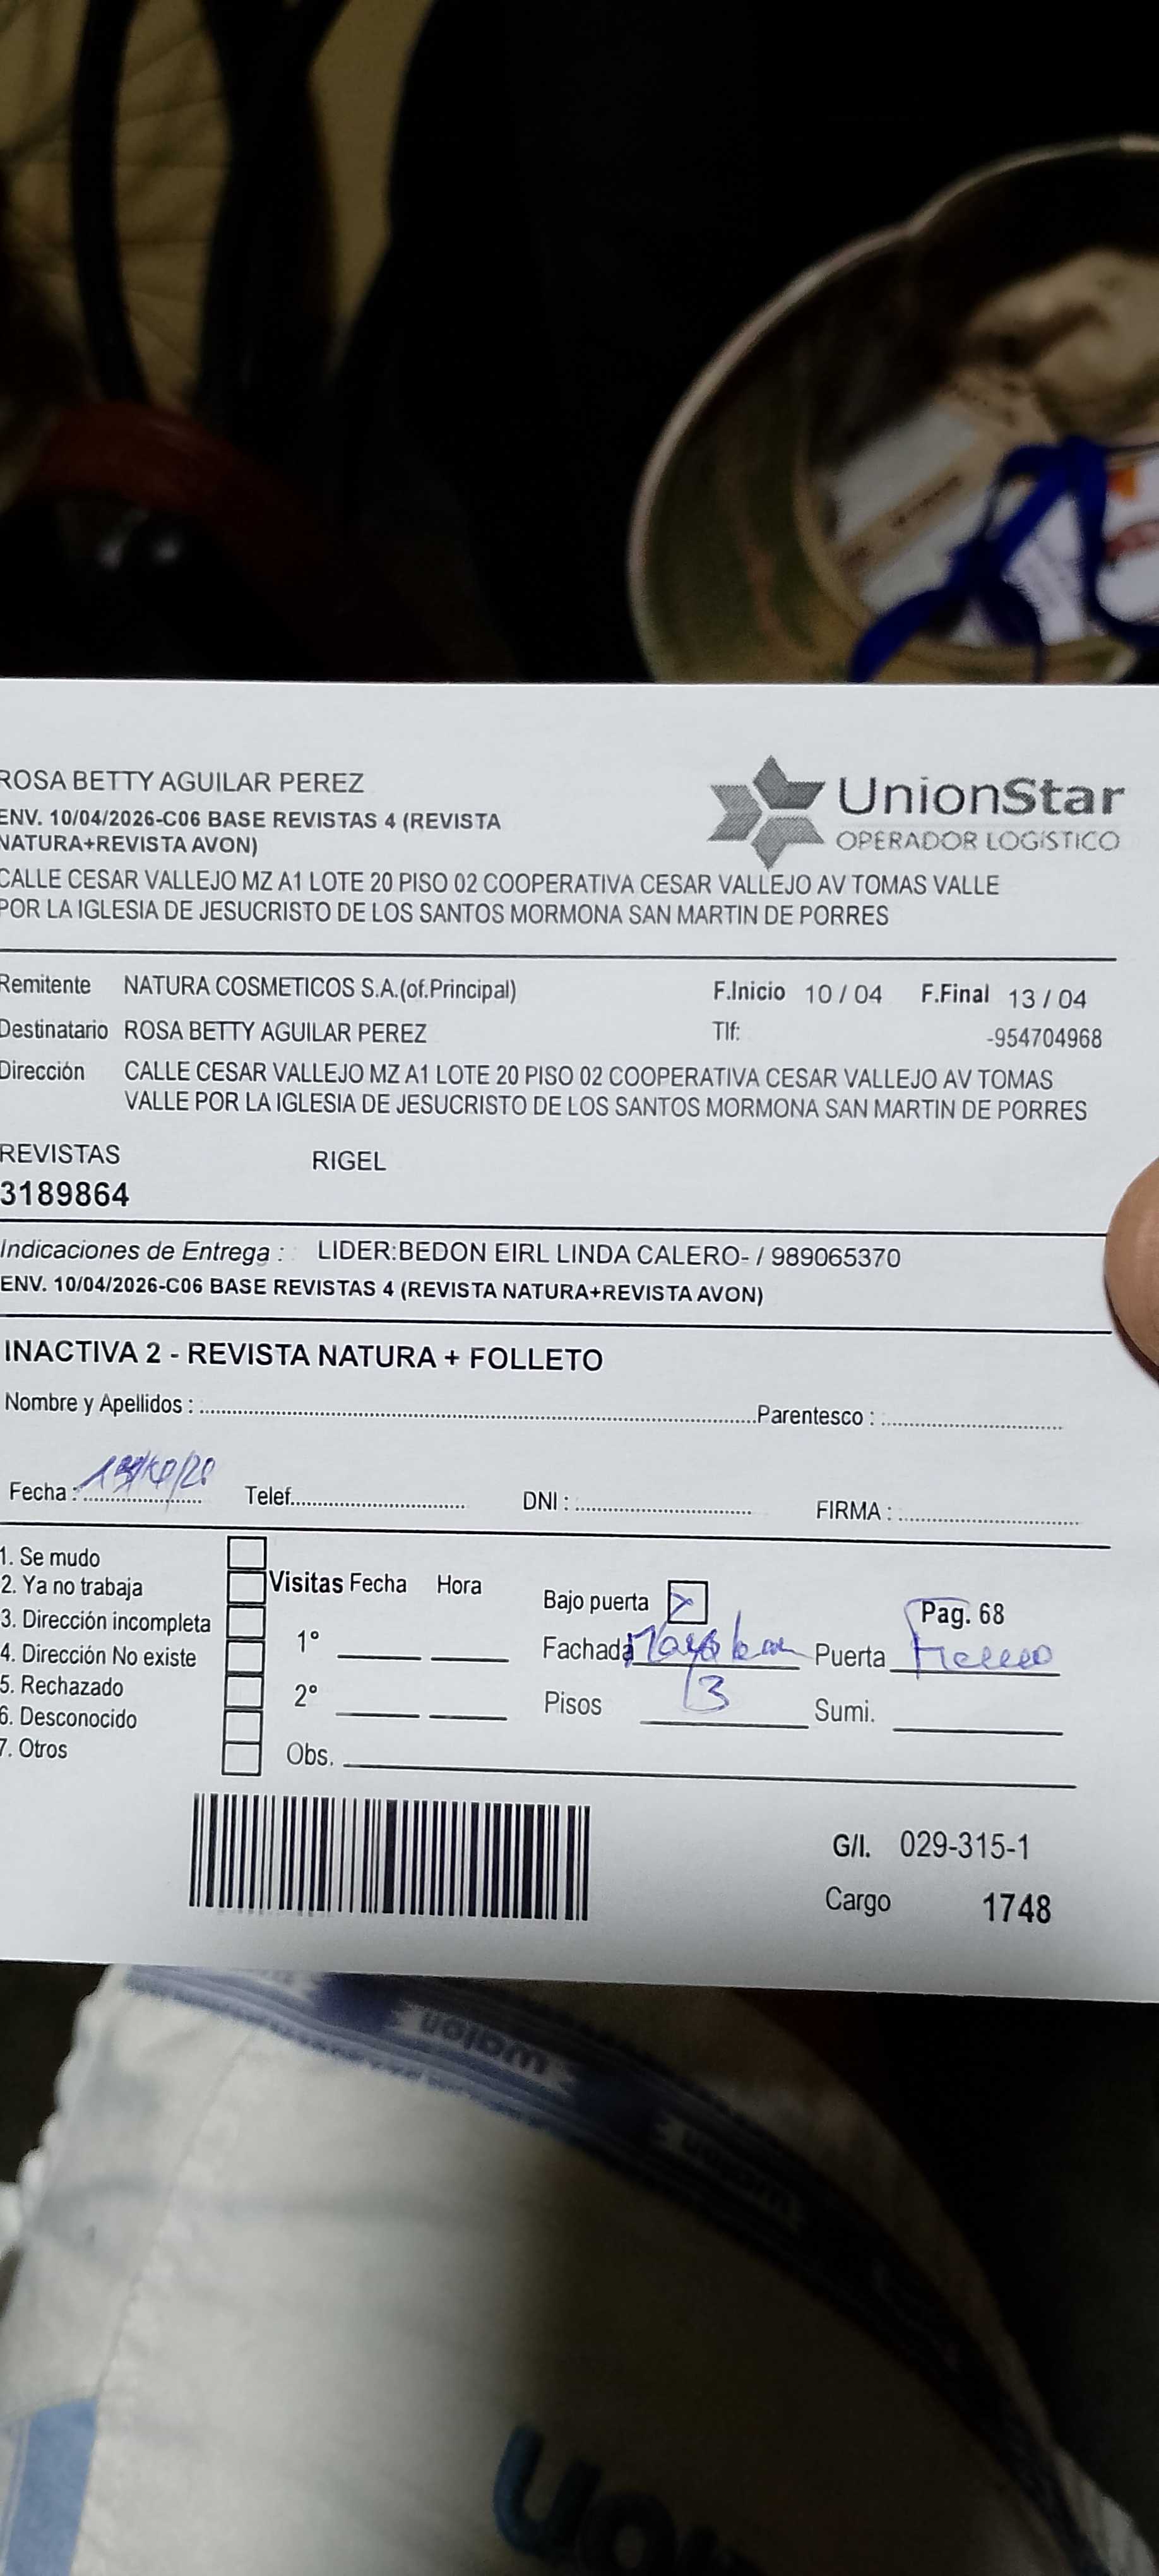 ROSA BETTY AGUILAR PEREZ
ENV. 10/04/2026-C06 BASE REVISTAS 4 (REVISTA
NATURA+REVISTA AVON)
UnionStar
OPERADOR LOGÍSTICO
CALLE CESAR VALLEJO MZ A1 LOTE 20 PISO 02 COOPERATIVA CESAR VALLEJO AV TOMAS VALLE
POR LA IGLESIA DE JESUCRISTO DE LOS SANTOS MORMONA SAN MARTIN DE PORRES
Remitente NATURA COSMETICOS S.A.(of.Principal) F.Inicio 10 / 04 F.Final 13 / 04
Destinatario ROSA BETTY AGUILAR PEREZ Tlf: -954704968
Dirección CALLE CESAR VALLEJO MZ A1 LOTE 20 PISO 02 COOPERATIVA CESAR VALLEJO AV TOMAS
VALLE POR LA IGLESIA DE JESUCRISTO DE LOS SANTOS MORMONA SAN MARTIN DE PORRES
REVISTAS RIGEL
3189864
Indicaciones de Entrega : LIDER:BEDON EIRL LINDA CALERO- / 989065370
ENV. 10/04/2026-C06 BASE REVISTAS 4 (REVISTA NATURA+REVISTA AVON)
INACTIVA 2 - REVISTA NATURA + FOLLETO
Nombre y Apellidos : Parentesco :
Fecha : Telef. DNI : FIRMA :
1. Se mudo
2. Ya no trabaja
3. Dirección incompleta
4. Dirección No existe
5. Rechazado
6. Desconocido
7. Otros
Visitas Fecha Hora
1°
2°
Obs.
Bajo puerta
Pag. 68
Fachada Puerta
Pisos 3 Sumi.
G/I. 029-315-1
Cargo 1748